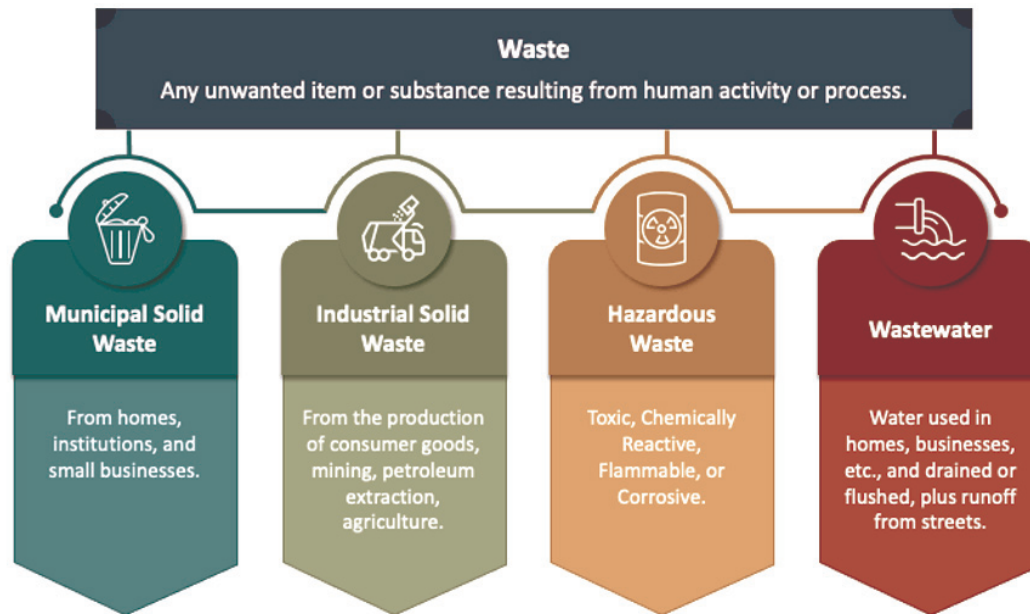 Waste
Any unwanted item or substance resulting from human activity or process.
Municipal Solid
Waste
From homes,
institutions, and
small businesses.
Industrial Solid
Waste
From the production
of consumer goods,
mining, petroleum
extraction,
agriculture.
Hazardous
Waste
Toxic, Chemically
Reactive,
Flammable, or
Corrosive.
Wastewater
Water used in
homes, businesses,
etc., and drained or
flushed, plus runoff
from streets.